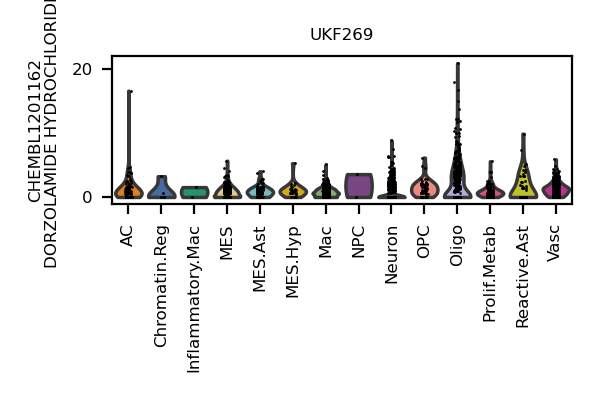 UKF269
CHEMBL1201162
DORZOLAMIDE HYDROCHLORIDE
20
0
AC
Chromatin.Reg
Inflammatory.Mac
MES
MES.Ast
MES.Hyp
Mac
NPC
Neuron
OPC
Oligo
Prolif.Metab
Reactive.Ast
Vasc